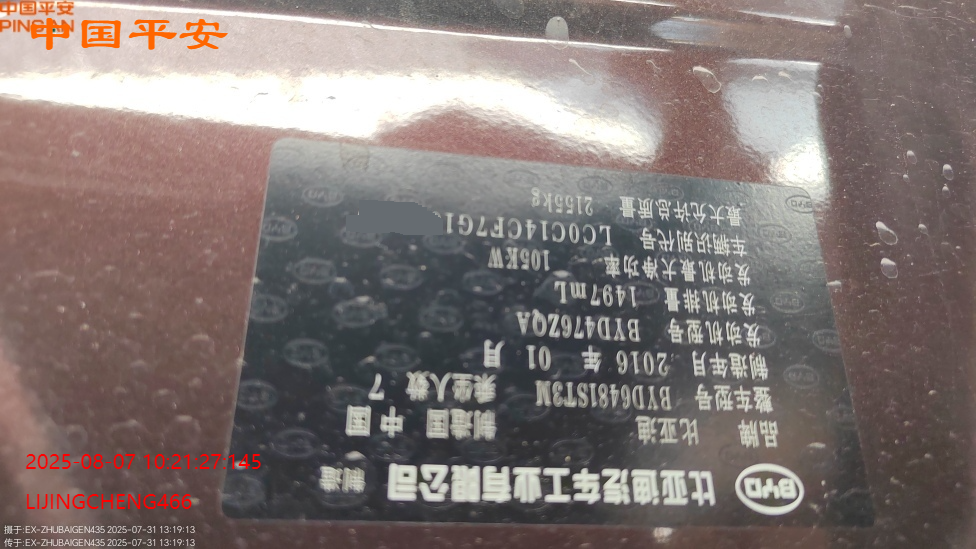 中国平安
PINGAN
中国平安
BYD 比亚迪汽车工业有限公司 制造
品牌 比亚迪 制造国 中国
整车型号 BYD6481ST3N 乘坐人数 7
制造年月 2016 年 01 月
发动机型号 BYD476ZQA
发动机排量 1497mL
发动机最大净功率 105KW
车辆识别代号 LC0C14CF7G1
最大允许总质量 2155kg
2025-08-07 10:21:27:145
LIJINGCHENG466
摄于:EX-ZHUBAIGEN435 2025-07-31 13:19:13
传于:EX-ZHUBAIGEN435 2025-07-31 13:19:13